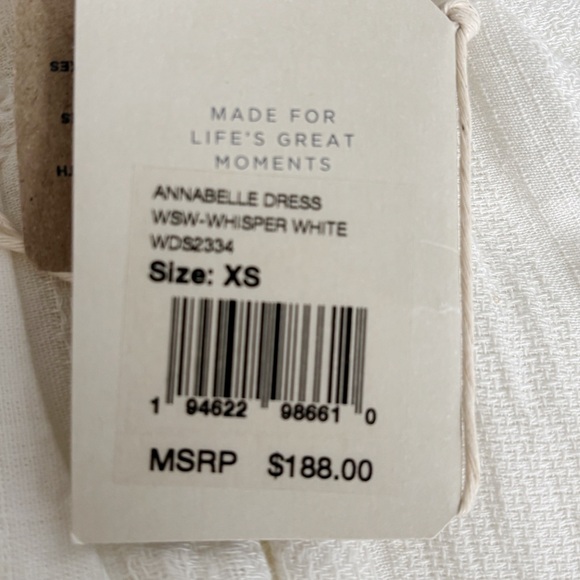 MADE FOR
LIFE'S GREAT
MOMENTS
ANNABELLE DRESS
WSW-WHISPER WHITE
WDS2334
Size: XS
1 94622 98661 0
MSRP $188.00